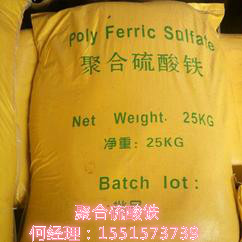 Poly Ferric Sulfate
聚合硫酸铁
Net Weight. 25KG
净重：25KG
Batch lot：
聚合硫酸铁
何经理：1551573739